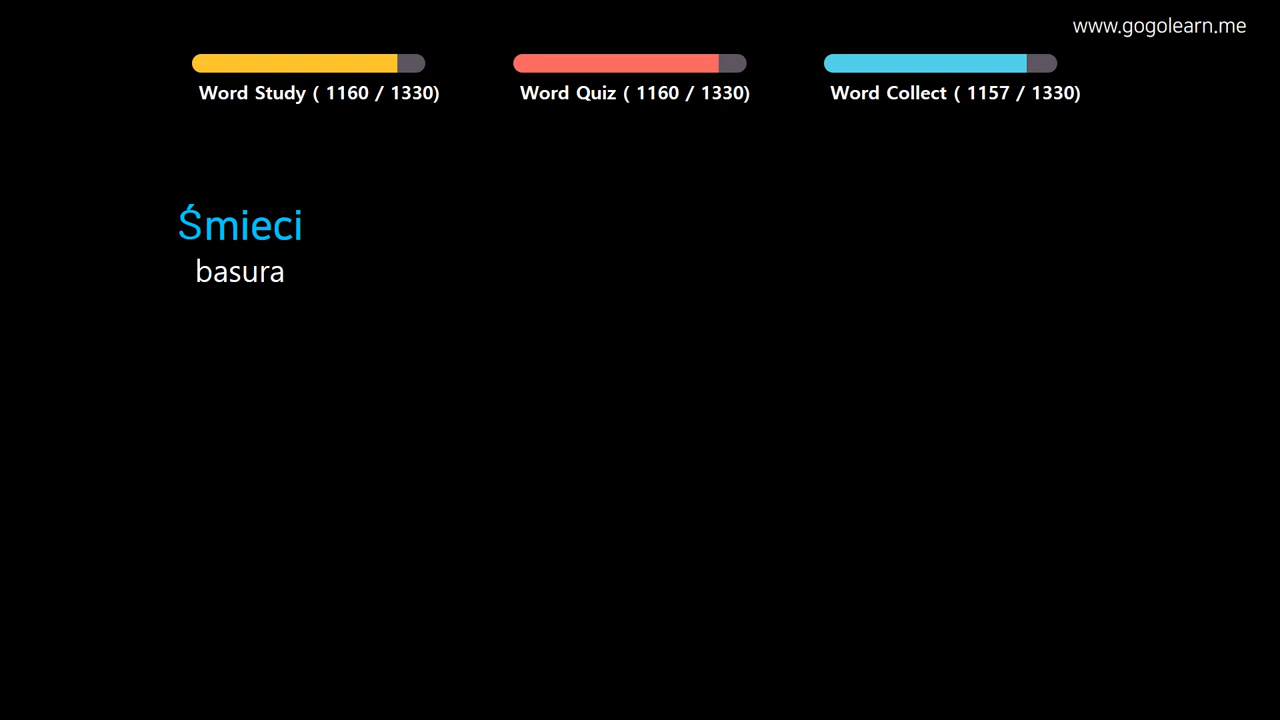 www.gogolearn.me
Word Study ( 1160 / 1330)
Word Quiz ( 1160 / 1330)
Word Collect ( 1157 / 1330)
Śmieci
basura